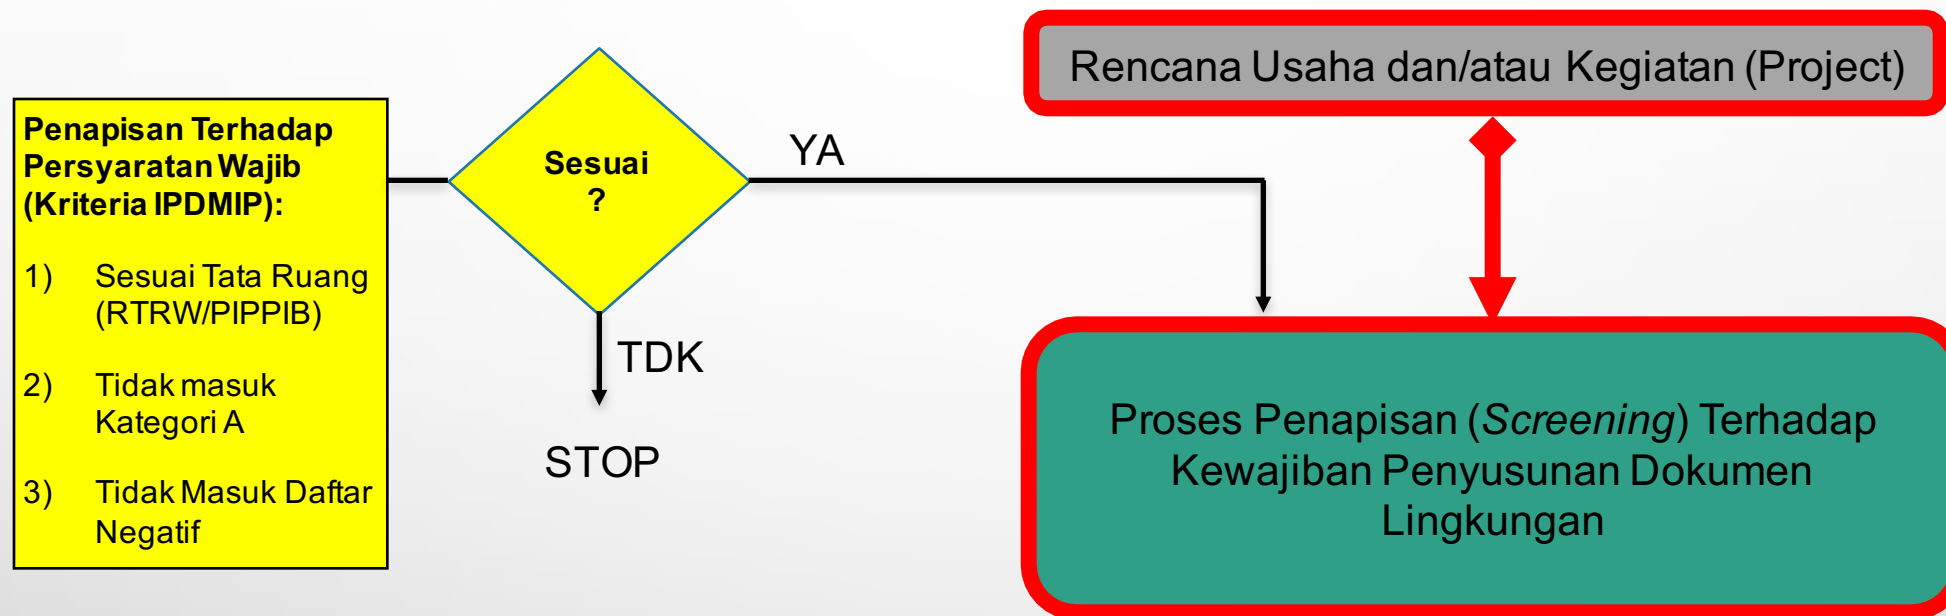 Rencana Usaha dan/atau Kegiatan (Project)
Penapisan Terhadap
Persyaratan Wajib
(Kriteria IPDMIP):
1) Sesuai Tata Ruang
(RTRW/PIPPIB)
2) Tidak masuk
Kategori A
3) Tidak Masuk Daftar
Negatif
Sesuai
?
YA
TDK
STOP
Proses Penapisan (Screening) Terhadap
Kewajiban Penyusunan Dokumen
Lingkungan